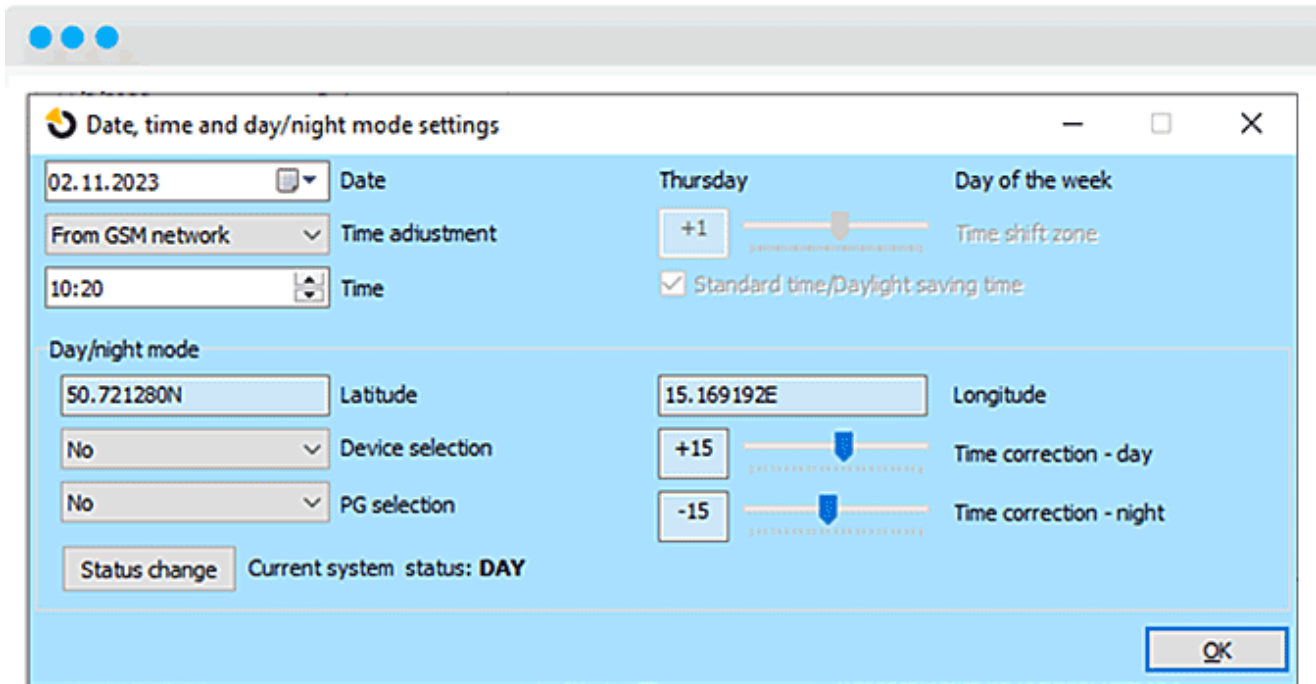 Date, time and day/night mode settings
02.11.2023 Date Thursday Day of the week
From GSM network Time adiustment +1 Time shift zone
10:20 Time Standard time/Daylight saving time
Day/night mode
50.721280N Latitude 15.169192E Longitude
No Device selection +15 Time correction - day
No PG selection -15 Time correction - night
Status change Current system status: DAY
OK